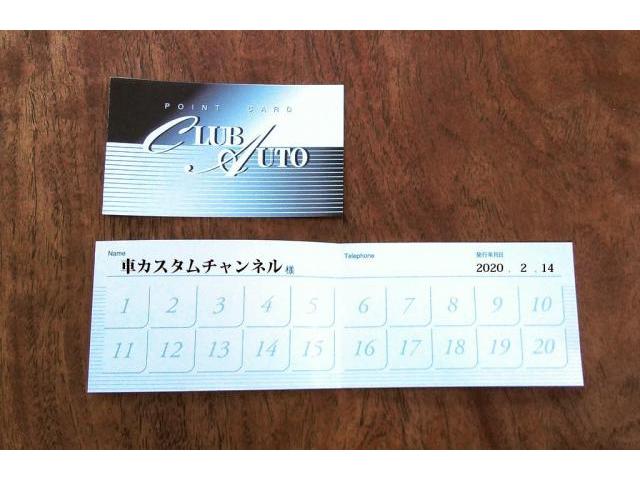 POINT CARD
CLUB
AUTO
Name
車カスタムチャンネル様
Telephone
発行年月日
2020 . 2 . 14
1 2 3 4 5 6 7 8 9 10
11 12 13 14 15 16 17 18 19 20